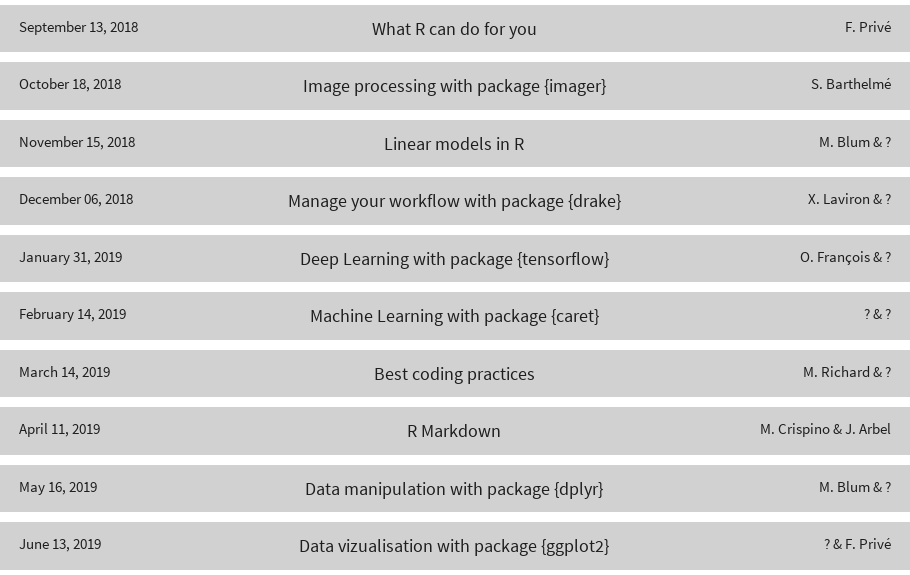 September 13, 2018 What R can do for you F. Privé
October 18, 2018 Image processing with package {imager} S. Barthelmé
November 15, 2018 Linear models in R M. Blum & ?
December 06, 2018 Manage your workflow with package {drake} X. Laviron & ?
January 31, 2019 Deep Learning with package {tensorflow} O. François & ?
February 14, 2019 Machine Learning with package {caret} ? & ?
March 14, 2019 Best coding practices M. Richard & ?
April 11, 2019 R Markdown M. Crispino & J. Arbel
May 16, 2019 Data manipulation with package {dplyr} M. Blum & ?
June 13, 2019 Data vizualisation with package {ggplot2} ? & F. Privé